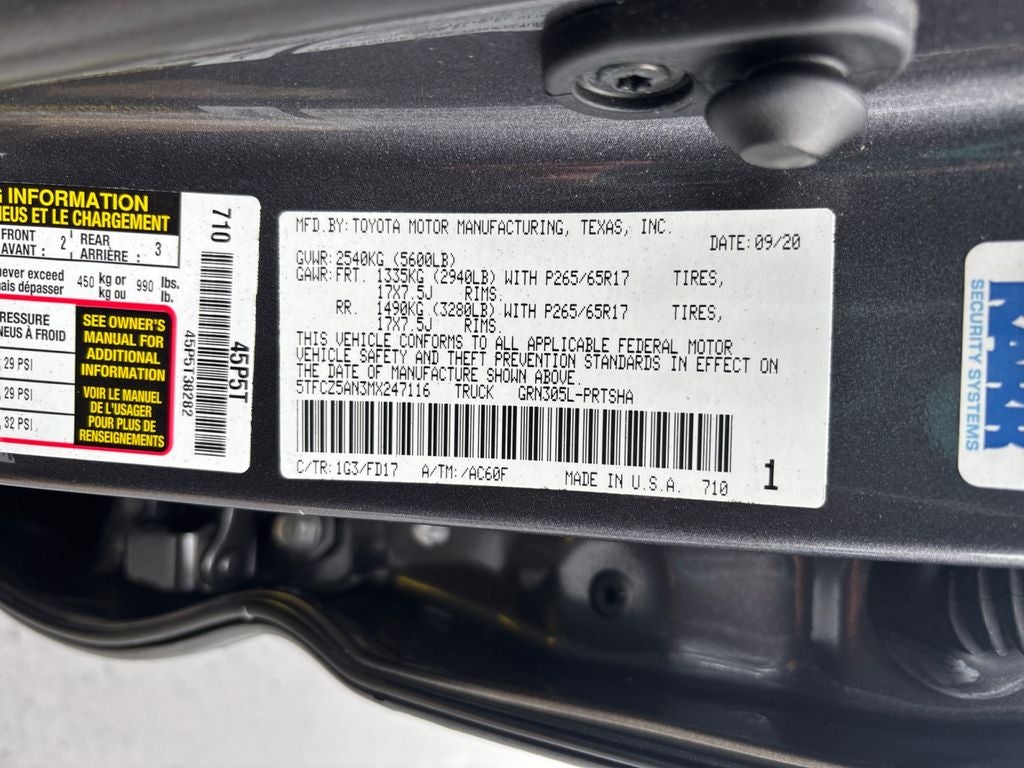 G INFORMATION
NEUS ET LE CHARGEMENT
FRONT 2 REAR 3
AVANT : ARRIÈRE :
never exceed 450 kg or 990 lbs.
mais dépasser kg ou lb.
PRESSURE
NEUS À FROID
29 PSI
29 PSI
32 PSI
SEE OWNER'S
MANUAL FOR
ADDITIONAL
INFORMATION
VOIR LE MANUEL
DE L'USAGER
POUR PLUS DE
RENSEIGNEMENTS
710
45P5T38282
45P5T
MFD.BY:TOYOTA MOTOR MANUFACTURING, TEXAS, INC.
DATE:09/20
GVWR:2540KG (5600LB)
GAWR:FRT. 1335KG (2940LB) WITH P265/65R17 TIRES,
17X7.5J RIMS.
RR. 1490KG (3280LB) WITH P265/65R17 TIRES,
17X7.5J RIMS.
THIS VEHICLE CONFORMS TO ALL APPLICABLE FEDERAL MOTOR
VEHICLE SAFETY AND THEFT PREVENTION STANDARDS IN EFFECT ON
THE DATE OF MANUFACTURE SHOWN ABOVE.
5TFCZ5AN3MX247116 TRUCK GRN305L-PRTSHA
C/TR:1G3/FD17 A/TM:/AC60F MADE IN U.S.A. 710 1
SECURITY SYSTEMS